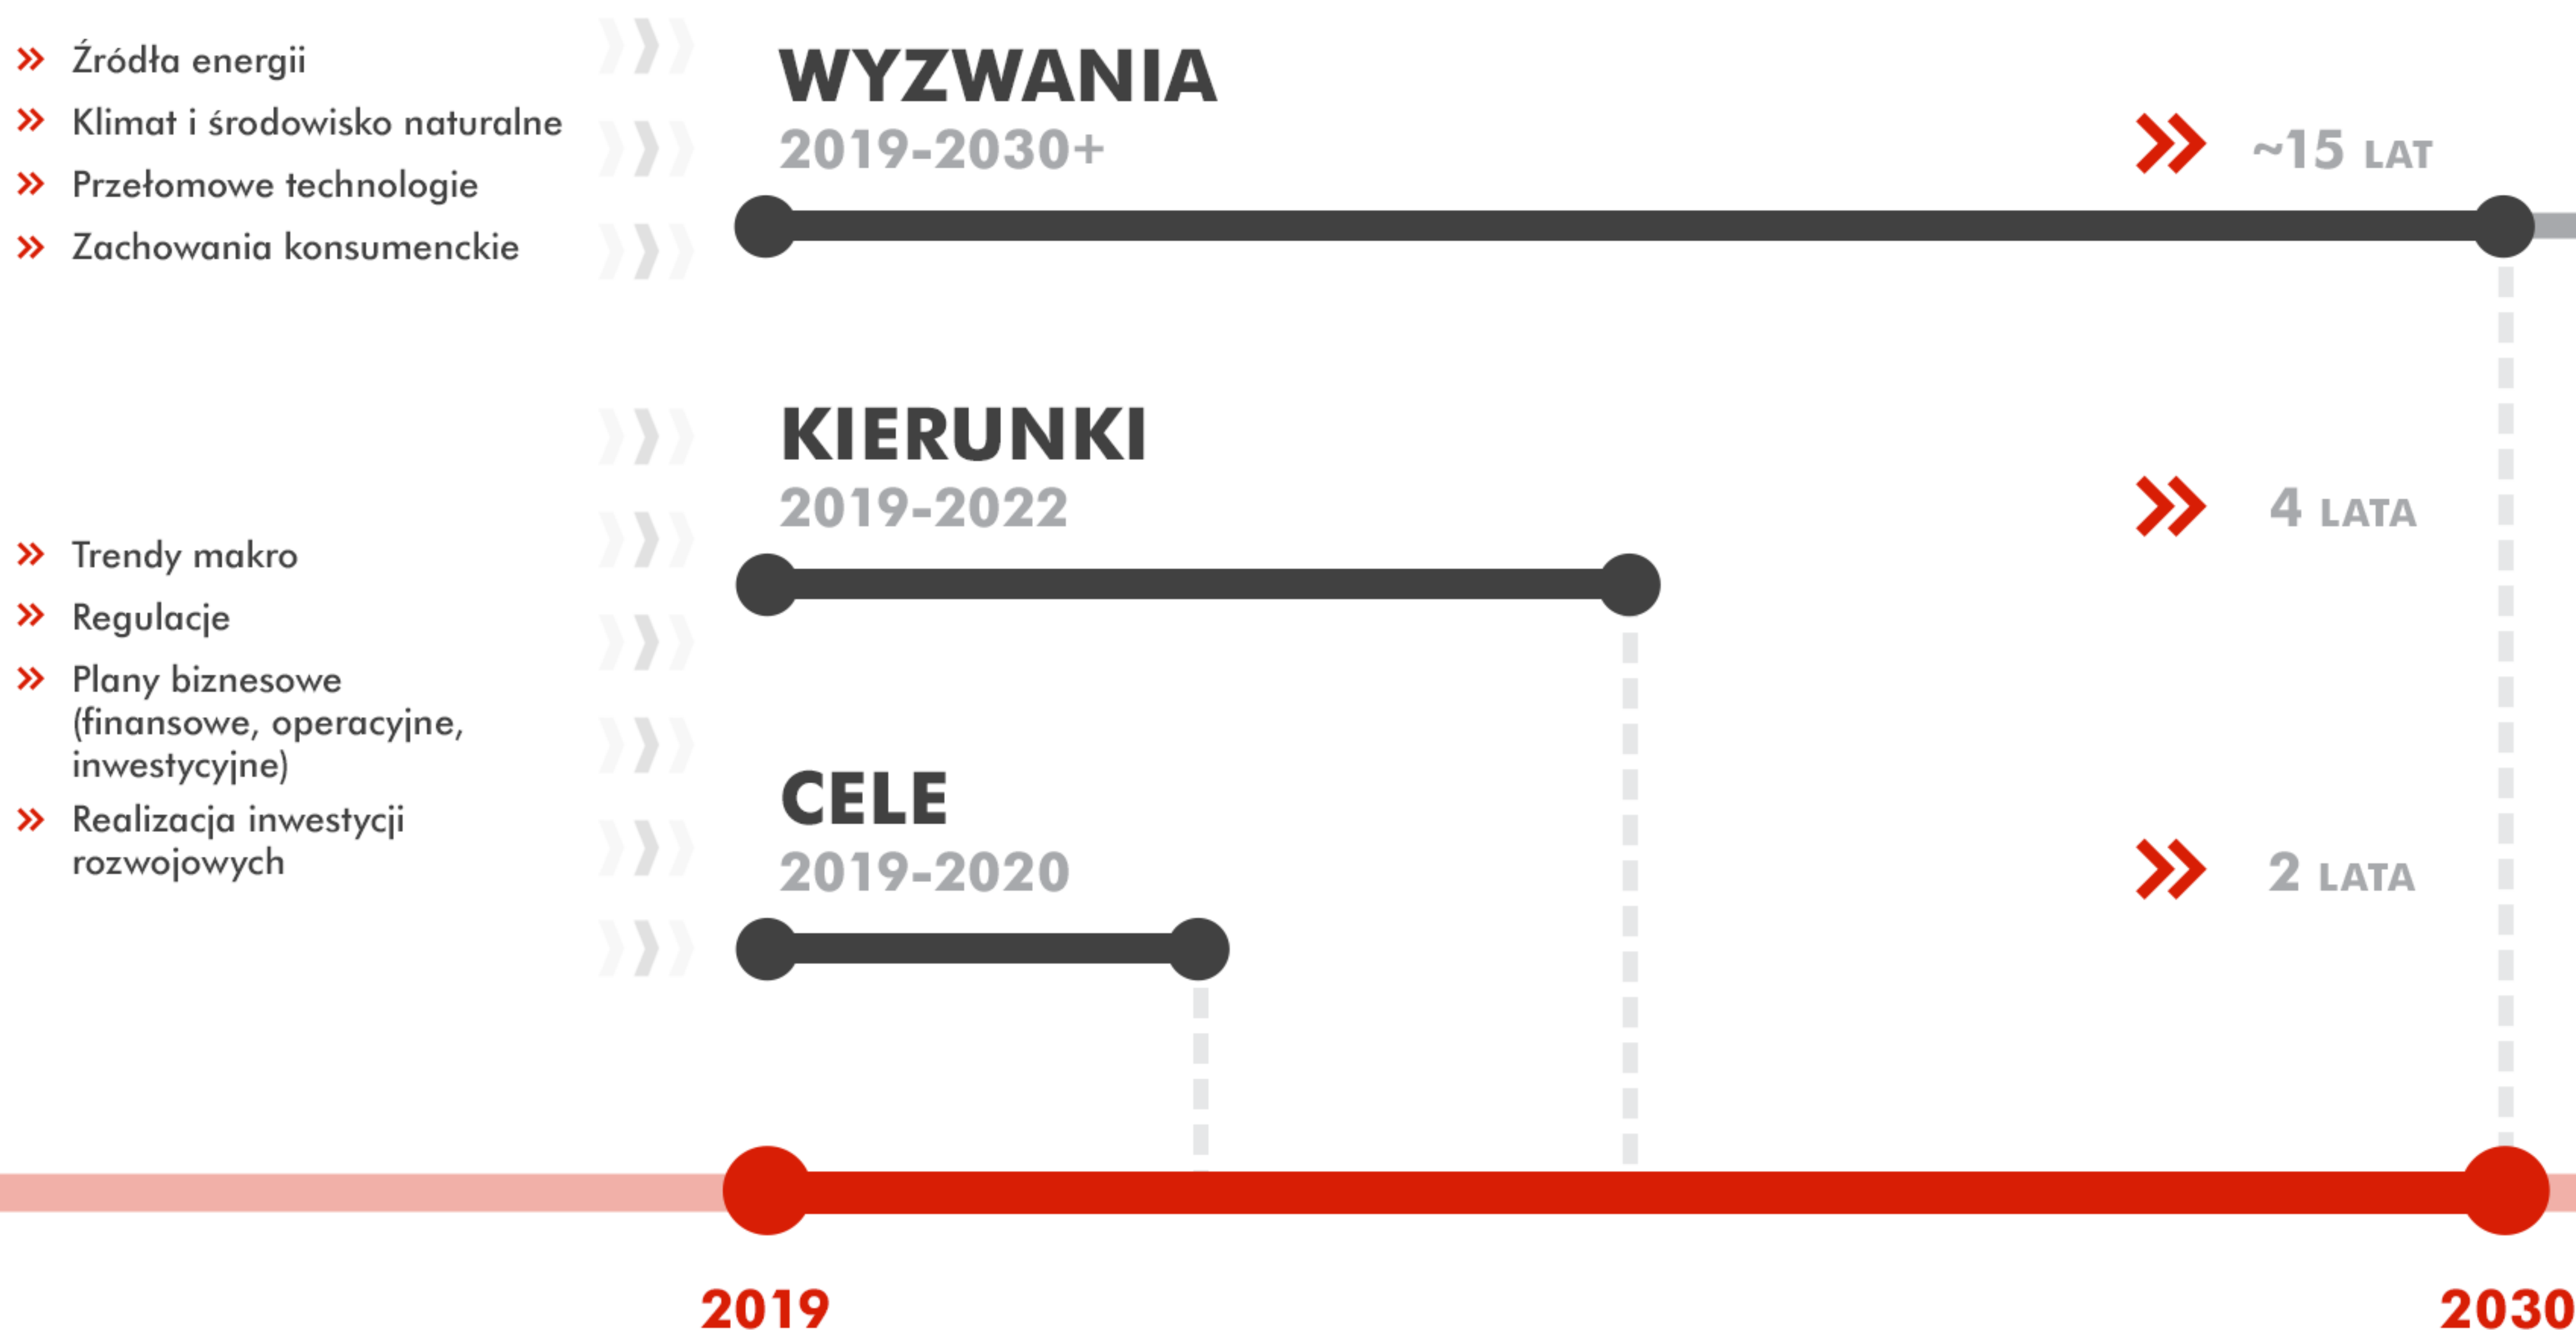 Źródła energii
Klimat i środowisko naturalne
Przełomowe technologie
Zachowania konsumenckie
WYZWANIA
2019-2030+
~15 LAT
KIERUNKI
2019-2022
4 LATA
Trendy makro
Regulacje
Plany biznesowe
(finansowe, operacyjne,
inwestycyjne)
Realizacja inwestycji
rozwojowych
CELE
2019-2020
2 LATA
2019
2030